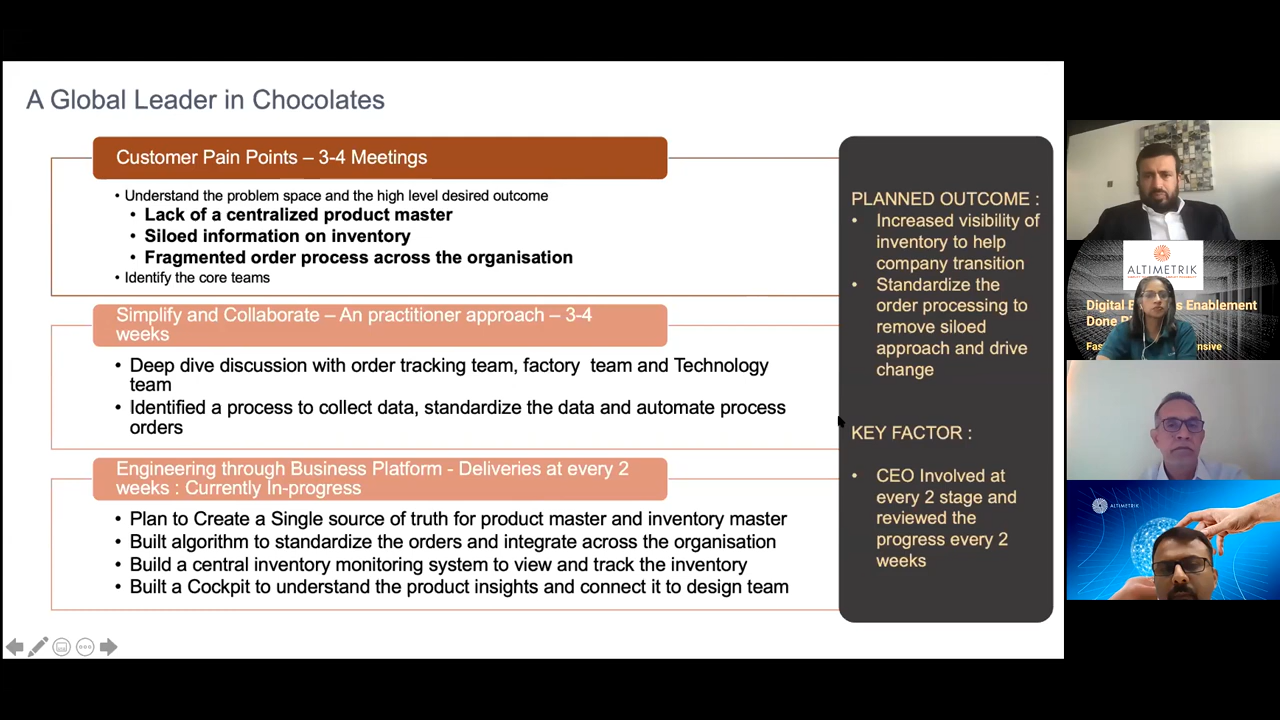 A Global Leader in Chocolates
Customer Pain Points – 3-4 Meetings
• Understand the problem space and the high level desired outcome
• Lack of a centralized product master
• Siloed information on inventory
• Fragmented order process across the organisation
• Identify the core teams
Simplify and Collaborate – An practitioner approach – 3-4
weeks
• Deep dive discussion with order tracking team, factory team and Technology
team
• Identified a process to collect data, standardize the data and automate process
orders
Engineering through Business Platform - Deliveries at every 2
weeks : Currently In-progress
• Plan to Create a Single source of truth for product master and inventory master
• Built algorithm to standardize the orders and integrate across the organisation
• Build a central inventory monitoring system to view and track the inventory
• Built a Cockpit to understand the product insights and connect it to design team
PLANNED OUTCOME :
• Increased visibility of
inventory to help
company transition
• Standardize the
order processing to
remove siloed
approach and drive
change
KEY FACTOR :
• CEO Involved at
every 2 stage and
reviewed the
progress every 2
weeks
ALTIMETRIK
Digital Enablement
Done
ALTIMETRIK